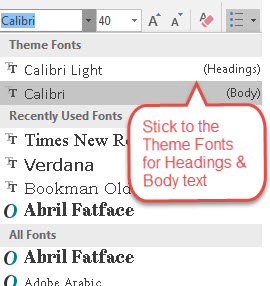 Calibri 40 A A
Theme Fonts
Calibri Light (Headings)
Calibri (Body)
Recently Used Fonts
Times New
Verdana
Bookman Old
Abril Fatface
All Fonts
Abril Fatface
Adobe Arabic
Stick to the
Theme Fonts
for Headings &
Body text